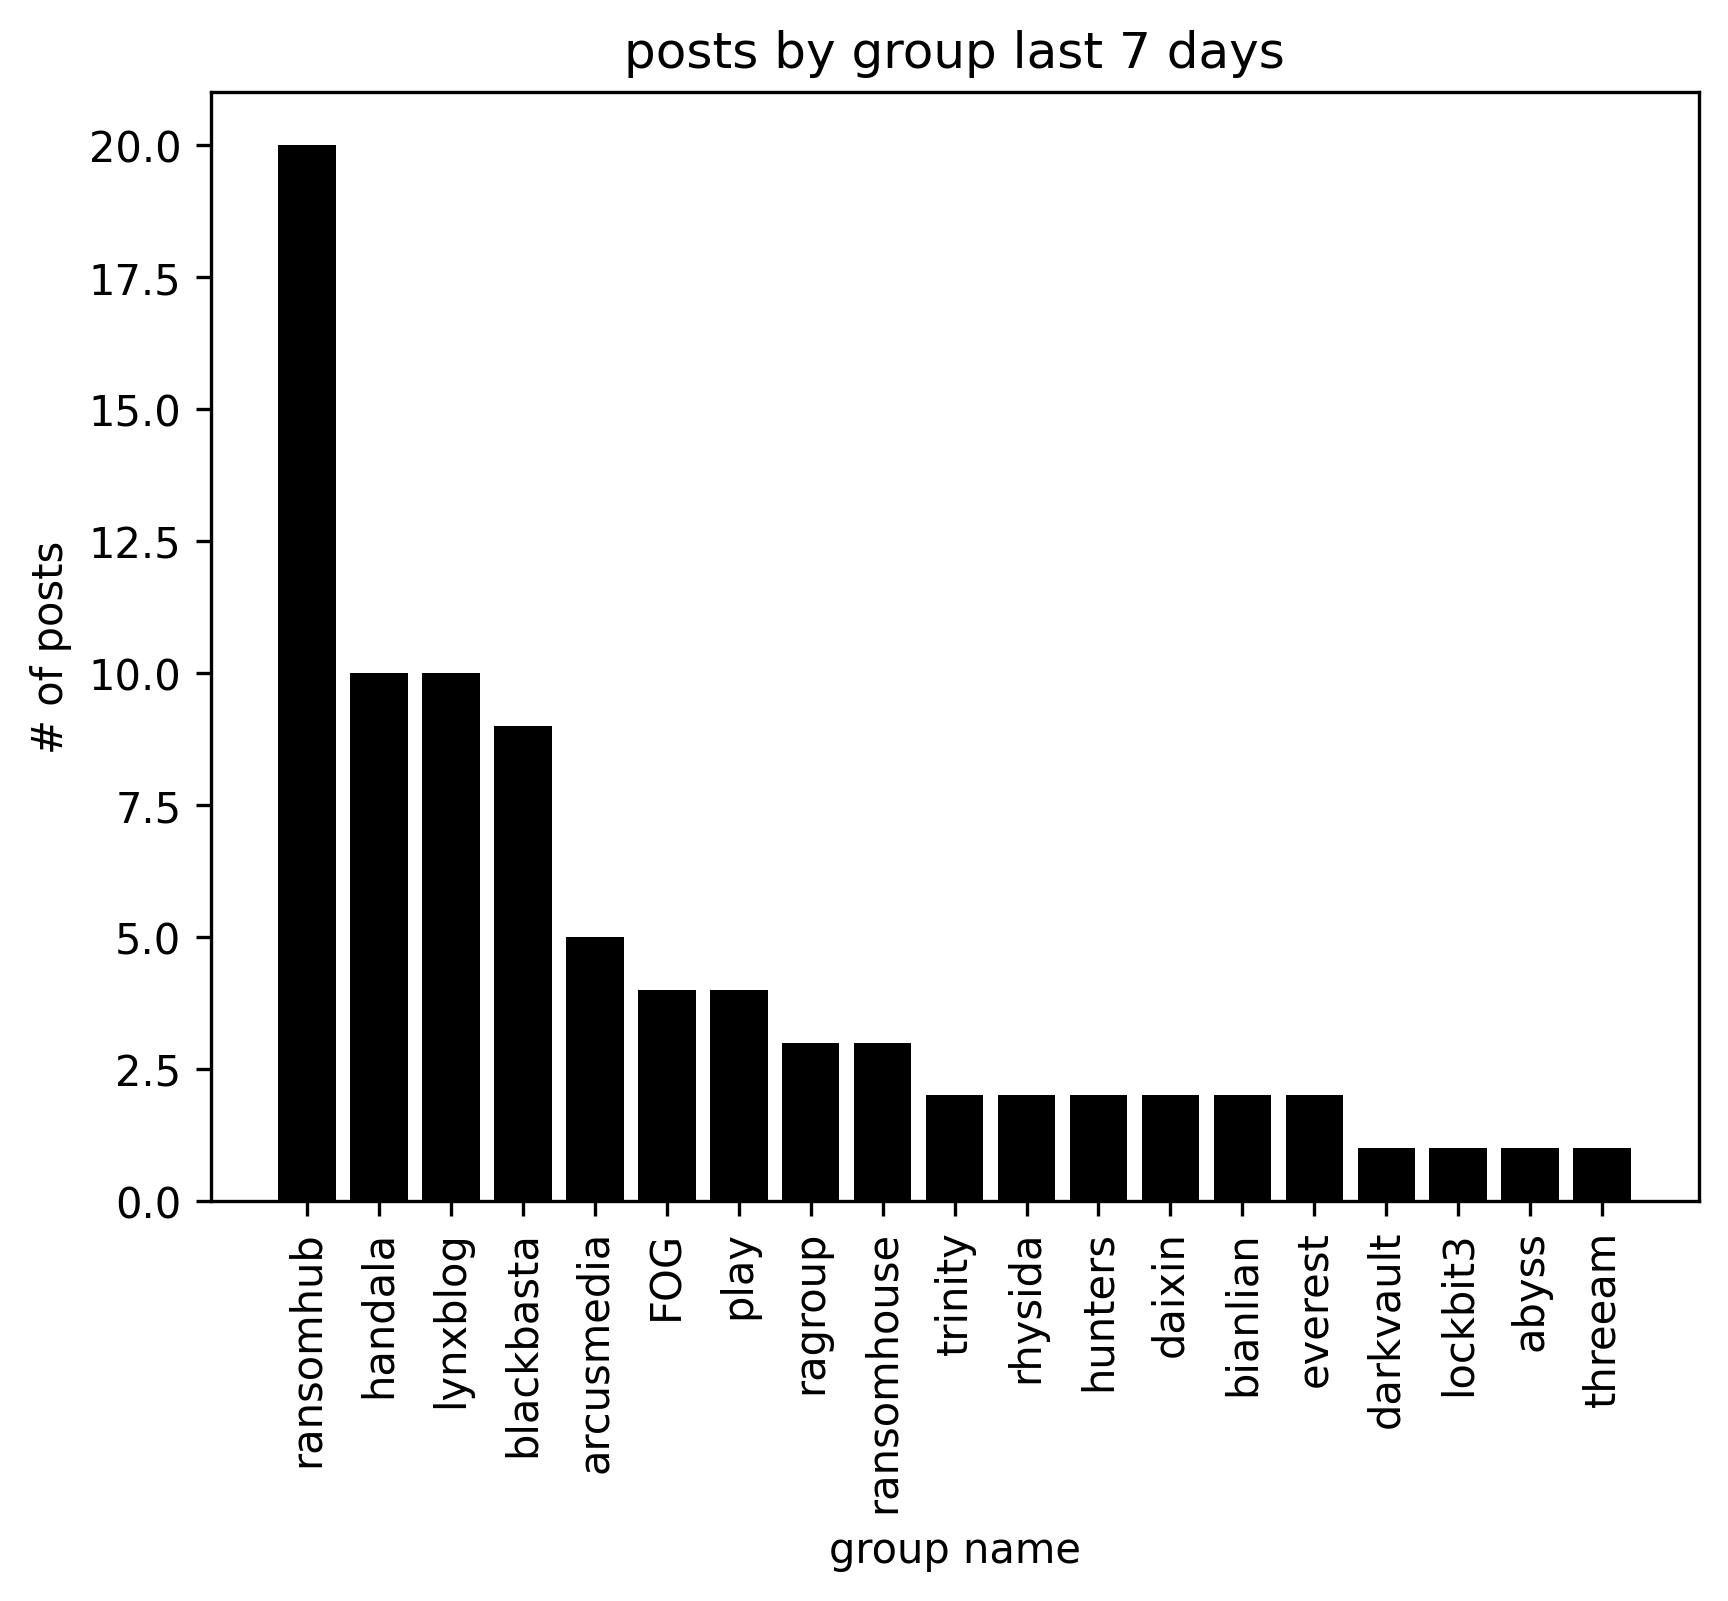 posts by group last 7 days
20.0
17.5
15.0
12.5
10.0
7.5
5.0
2.5
0.0
# of posts
ransomhub
handala
lynxblog
blackbasta
arcusmedia
FOG
play
ragroup
ransomhouse
trinity
rhysida
hunters
daixin
bianlian
everest
darkvault
lockbit3
abyss
threeam
group name